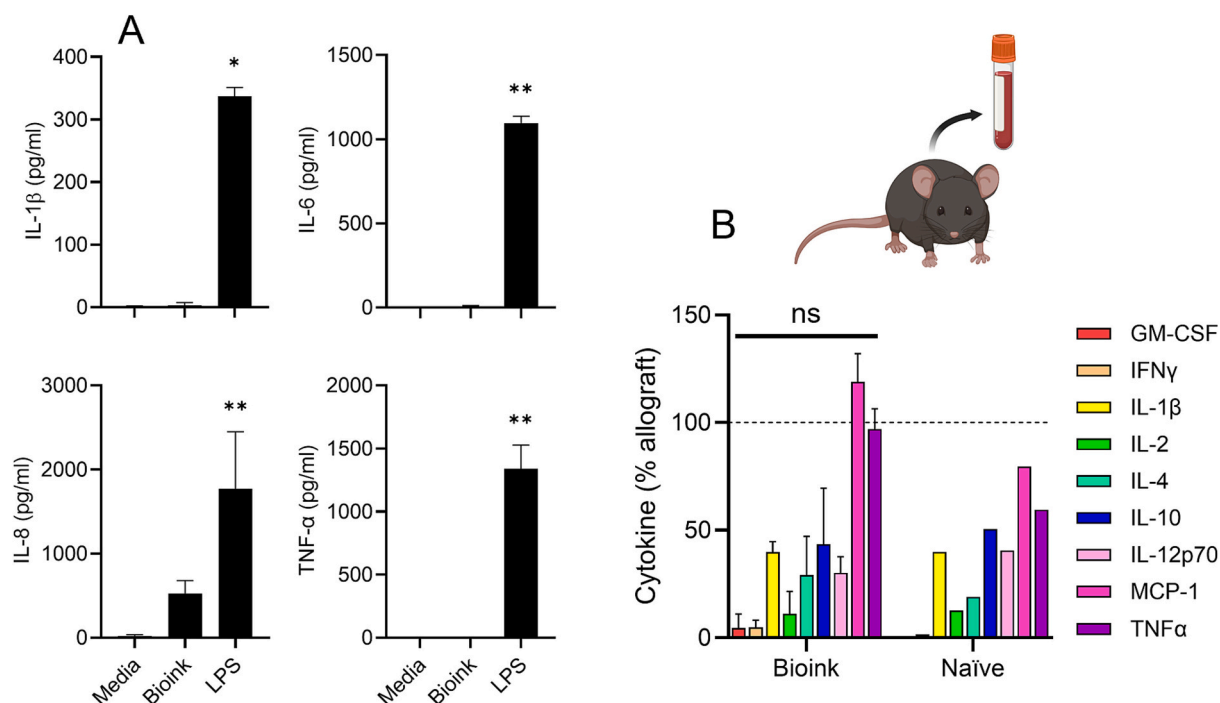 A
IL-1β (pg/ml)
400
300
200
100
0
*
IL-6 (pg/ml)
1500
1000
500
0
**
IL-8 (pg/ml)
3000
2000
1000
0
**
Media
Bioink
LPS
TNF-α (pg/ml)
2000
1500
1000
500
0
**
Media
Bioink
LPS
B
Cytokine (% allograft)
150
100
50
0
ns
Bioink
Naïve
GM-CSF
IFNγ
IL-1β
IL-2
IL-4
IL-10
IL-12p70
MCP-1
TNFα